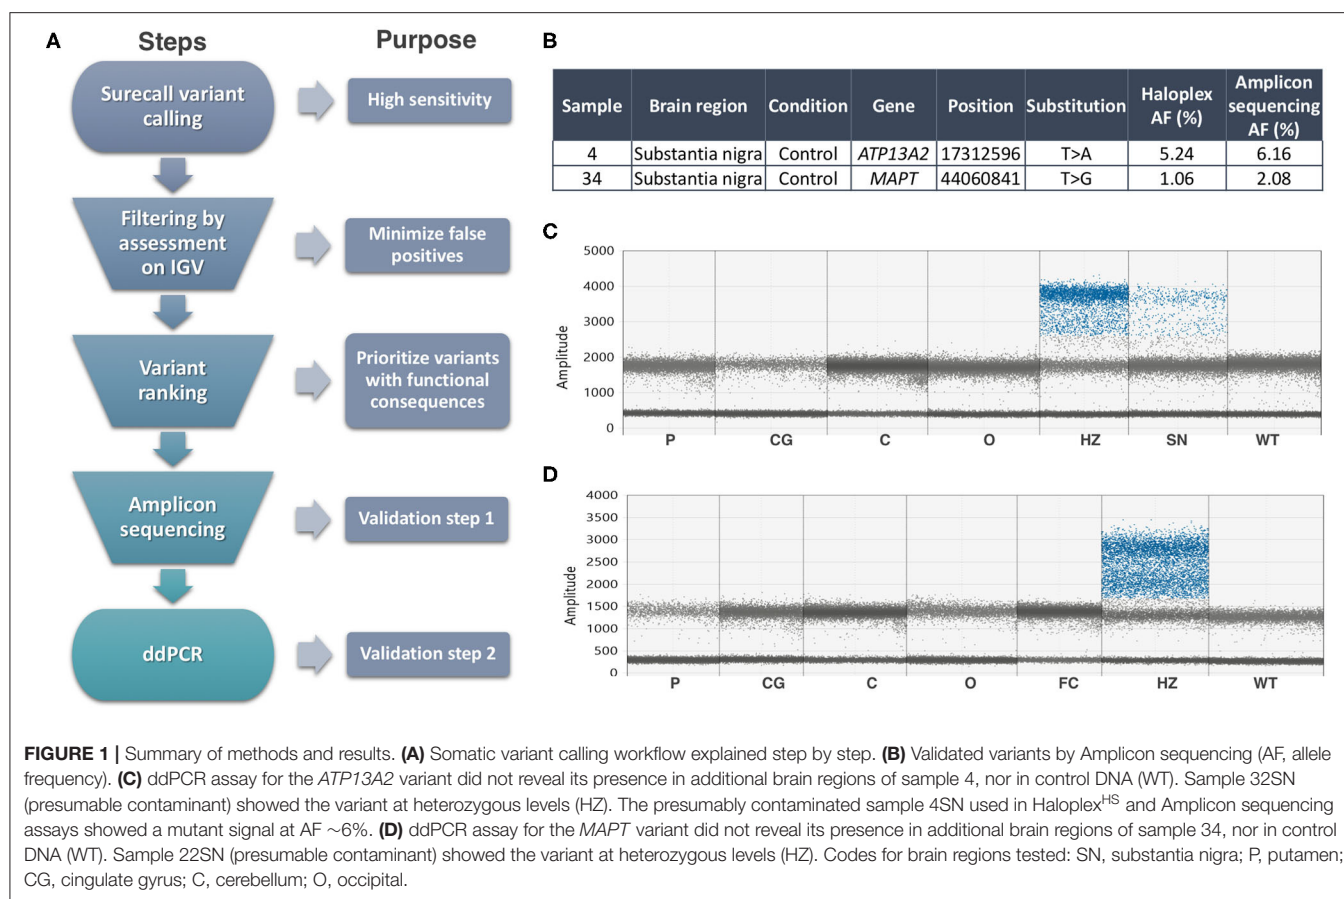 (A)
Steps
Purpose
Surecall variant
calling
High sensitivity
Filtering by
assessment
on IGV
Minimize false
positives
Variant
ranking
Prioritize variants
with functional
consequences
Amplicon
sequencing
Validation step 1
ddPCR
Validation step 2
B
Sample Brain region Condition Gene Position Substitution Haloplex AF (%) Amplicon sequencing AF (%)
4 Substantia nigra Control ATP13A2 17312596 T>A 5.24 6.16
34 Substantia nigra Control MAPT 44060841 T>G 1.06 2.08
C
Amplitude
5000
4000
3000
2000
1000
0
P CG C O HZ SN WT
D
Amplitude
4000
3500
3000
2500
2000
1500
1000
500
0
P CG C O FC HZ WT
FIGURE 1 | Summary of methods and results. (A) Somatic variant calling workflow explained step by step. (B) Validated variants by Amplicon sequencing (AF, allele
frequency). (C) ddPCR assay for the ATP13A2 variant did not reveal its presence in additional brain regions of sample 4, nor in control DNA (WT). Sample 32SN
(presumable contaminant) showed the variant at heterozygous levels (HZ). The presumably contaminated sample 4SN used in HaloplexHS and Amplicon sequencing
assays showed a mutant signal at AF ∼6%. (D) ddPCR assay for the MAPT variant did not reveal its presence in additional brain regions of sample 34, nor in control
DNA (WT). Sample 22SN (presumable contaminant) showed the variant at heterozygous levels (HZ). Codes for brain regions tested: SN, substantia nigra; P, putamen;
CG, cingulate gyrus; C, cerebellum; O, occipital.